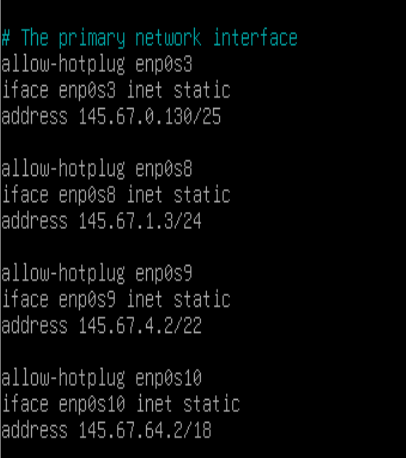 # The primary network interface
allow-hotplug enp0s3
iface enp0s3 inet static
address 145.67.0.130/25
allow-hotplug enp0s8
iface enp0s8 inet static
address 145.67.1.3/24
allow-hotplug enp0s9
iface enp0s9 inet static
address 145.67.4.2/22
allow-hotplug enp0s10
iface enp0s10 inet static
address 145.67.64.2/18